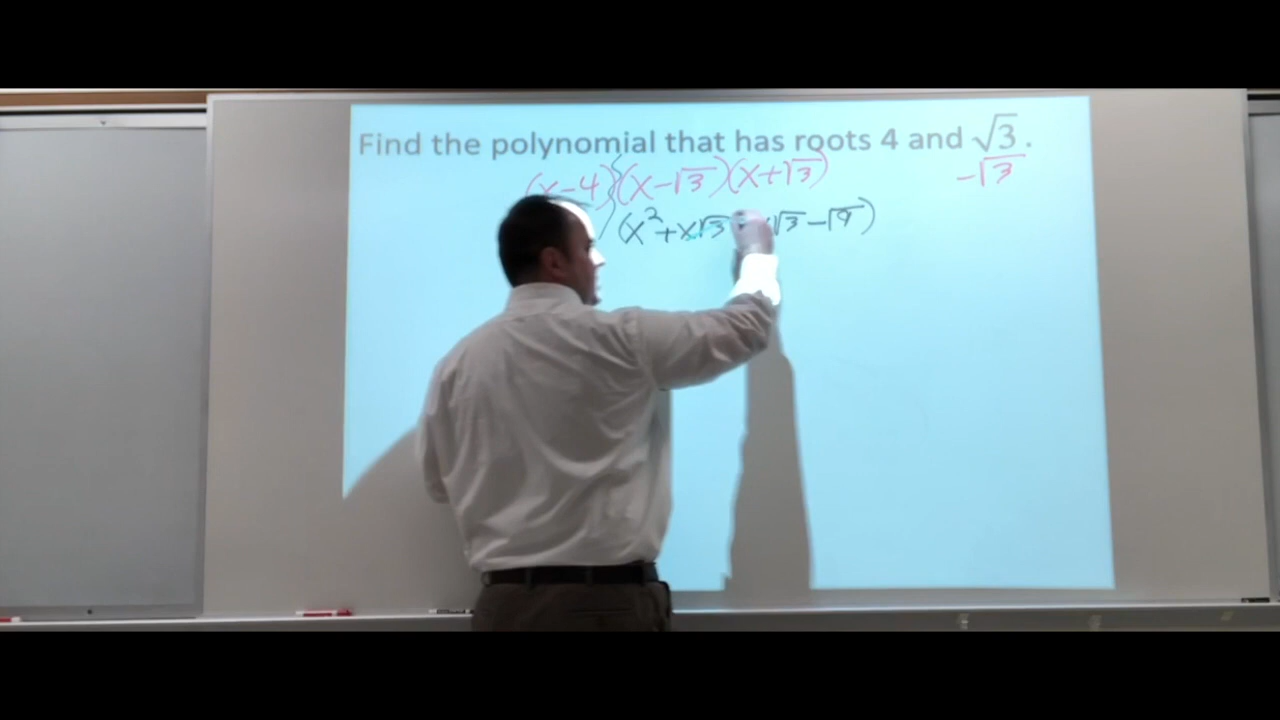 Find the polynomial that has roots 4 and √3.
(x-4)(x-√3)(x+√3) -√3
(x²+x√3 √3-√9)